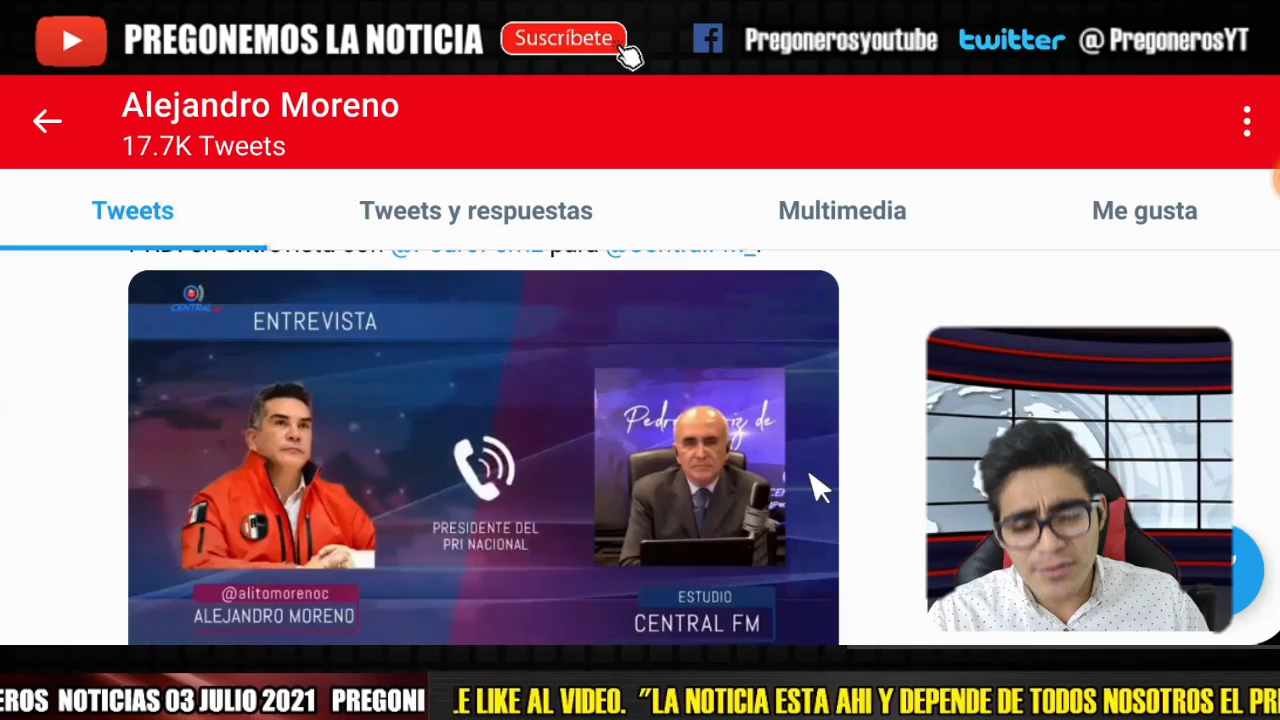 PREGONEMOS LA NOTICIA
Suscríbete
Pregonerosyoutube
twitter @PregonerosYT
Alejandro Moreno
17.7K Tweets
Tweets
Tweets y respuestas
Multimedia
Me gusta
para
ENTREVISTA
PRESIDENTE DEL
PRI NACIONAL
@alitomorenoc
ALEJANDRO MORENO
ESTUDIO
CENTRAL FM
EROS NOTICIAS 03 JULIO 2021 PREGONI
.E LIKE AL VIDEO. "LA NOTICIA ESTA AHI Y DEPENDE DE TODOS NOSOTROS EL PR